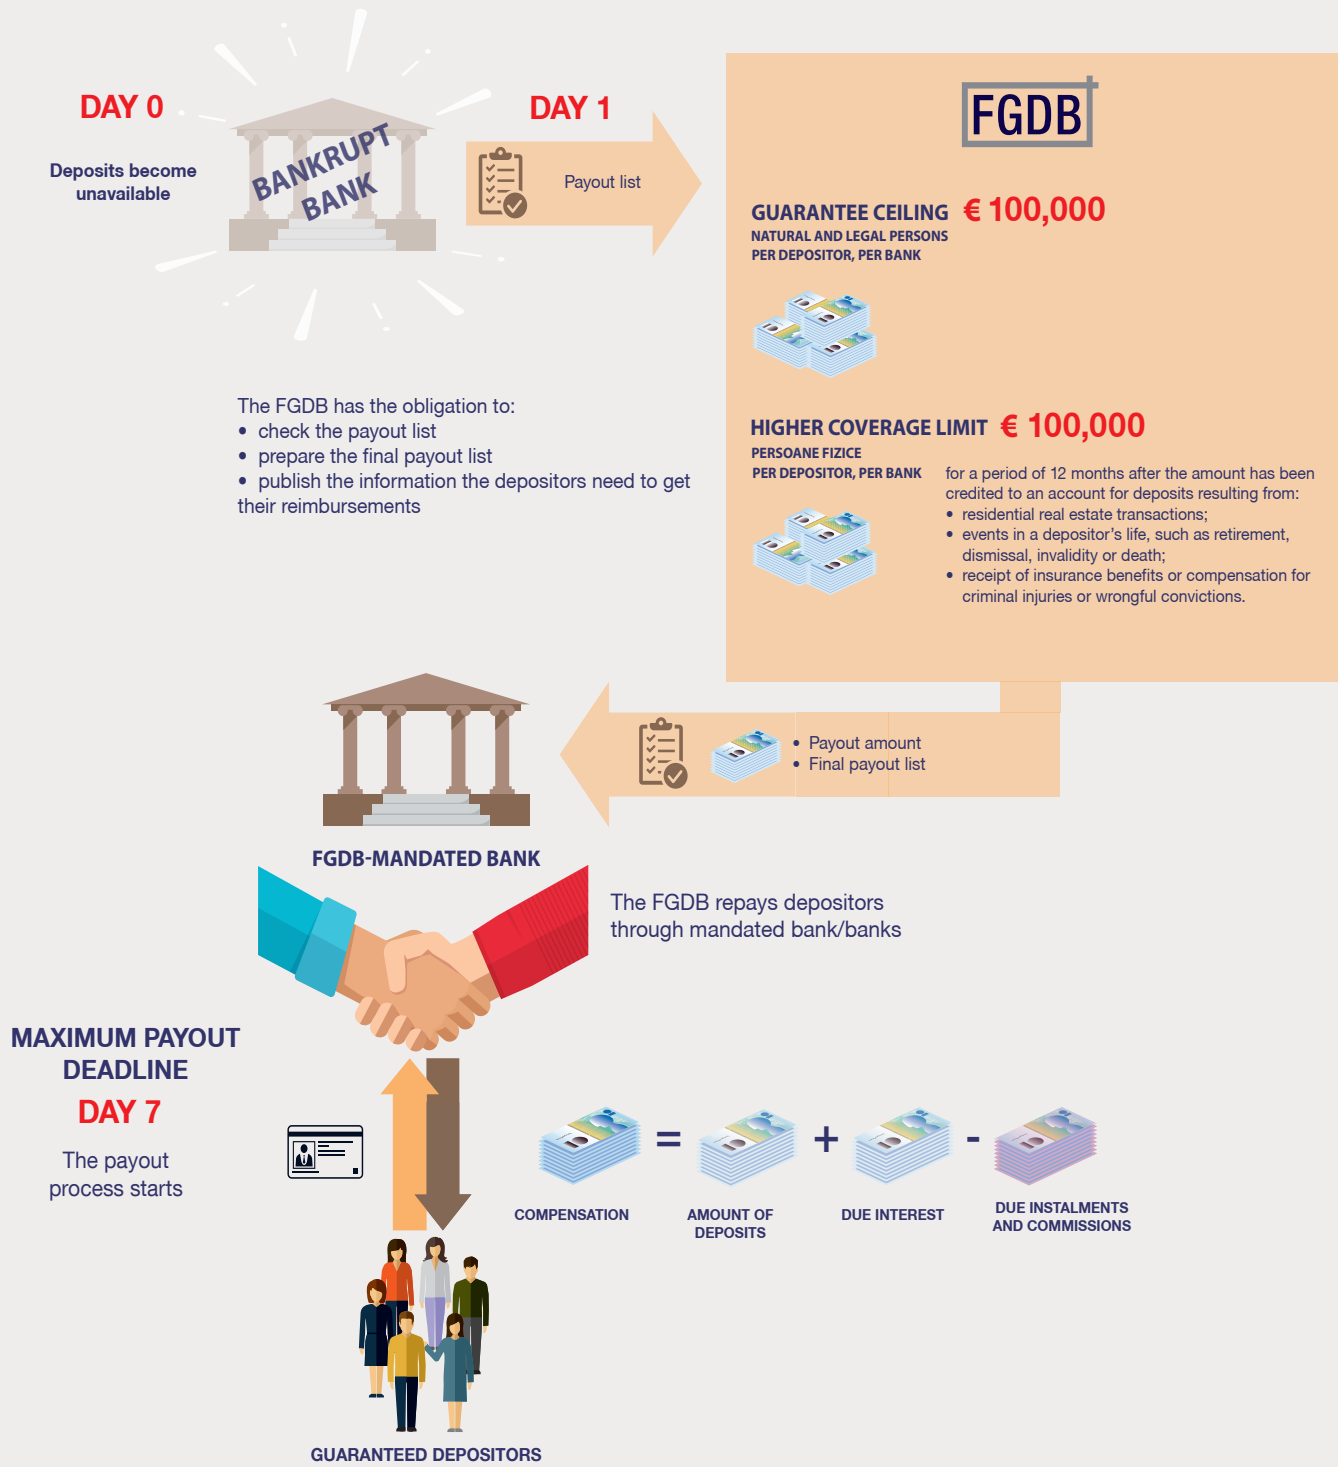 DAY 0
Deposits become
unavailable
BANKRUPT
BANK
DAY 1
Payout list
FGDB
GUARANTEE CEILING € 100,000
NATURAL AND LEGAL PERSONS
PER DEPOSITOR, PER BANK
The FGDB has the obligation to:
• check the payout list
• prepare the final payout list
• publish the information the depositors need to get
their reimbursements
HIGHER COVERAGE LIMIT € 100,000
PERSOANE FIZICE
PER DEPOSITOR, PER BANK
for a period of 12 months after the amount has been
credited to an account for deposits resulting from:
• residential real estate transactions;
• events in a depositor's life, such as retirement,
dismissal, invalidity or death;
• receipt of insurance benefits or compensation for
criminal injuries or wrongful convictions.
• Payout amount
• Final payout list
FGDB-MANDATED BANK
The FGDB repays depositors
through mandated bank/banks
MAXIMUM PAYOUT
DEADLINE
DAY 7
The payout
process starts
= + -
COMPENSATION
AMOUNT OF
DEPOSITS
DUE INTEREST
DUE INSTALMENTS
AND COMMISSIONS
GUARANTEED DEPOSITORS